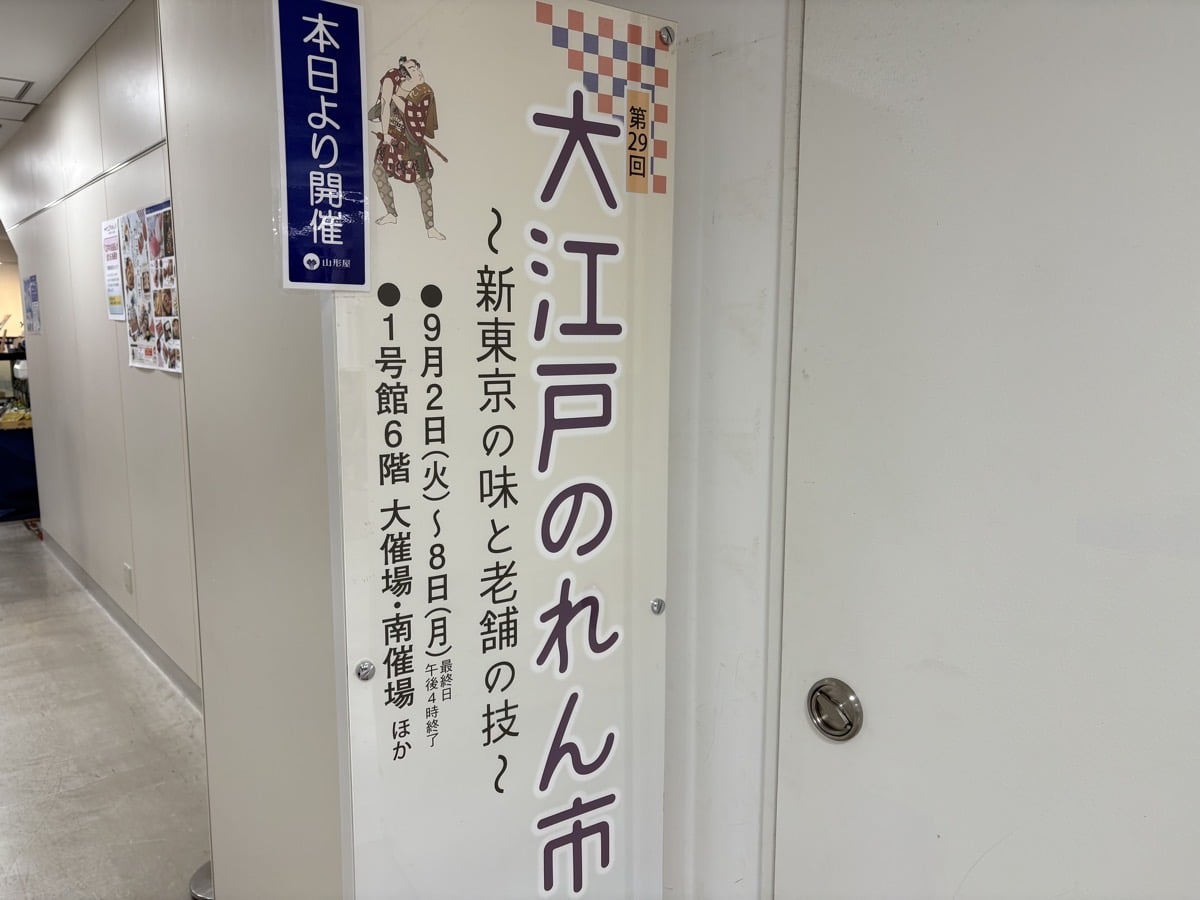 本日より開催
山形屋
第29回
大江戸のれん市
～新東京の味と老舗の技～
●9月2日(火)～8日(月)
最終日
午後4時終了
●1号館6階 大催場・南催場 ほか